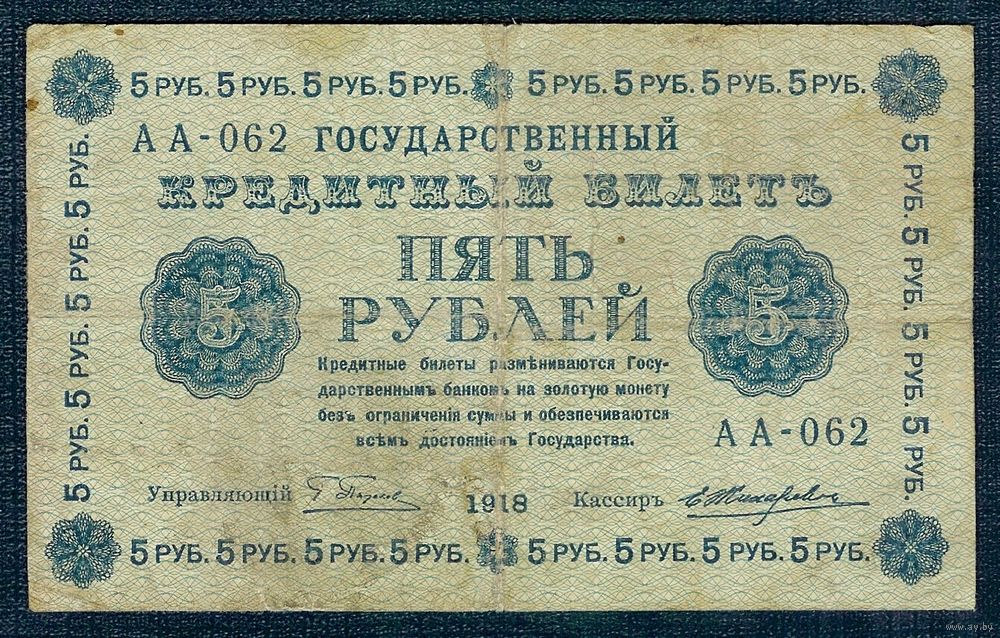 5 РУБ. 5 РУБ. 5 РУБ. 5 РУБ. 5 РУБ. 5 РУБ. 5 РУБ. 5 РУБ.
АА-062 ГОСУДАРСТВЕННЫЙ
КРЕДИТНЫЙ БИЛЕТЪ
ПЯТЬ
РУБЛЕЙ
5
5
Кредитные билеты размѣниваются Госу-
дарственнымъ банкомъ на золотую монету
безъ ограниченія суммы и обезпечиваются
всѣмъ достояніемъ Государства.
АА-062
Управляющій
1918
Кассиръ
5 РУБ. 5 РУБ. 5 РУБ. 5 РУБ.
5 РУБ. 5 РУБ. 5 РУБ. 5 РУБ.
5 РУБ. 5 РУБ. 5 РУБ. 5 РУБ. 5 РУБ. 5 РУБ. 5 РУБ. 5 РУБ.
www.ay.by